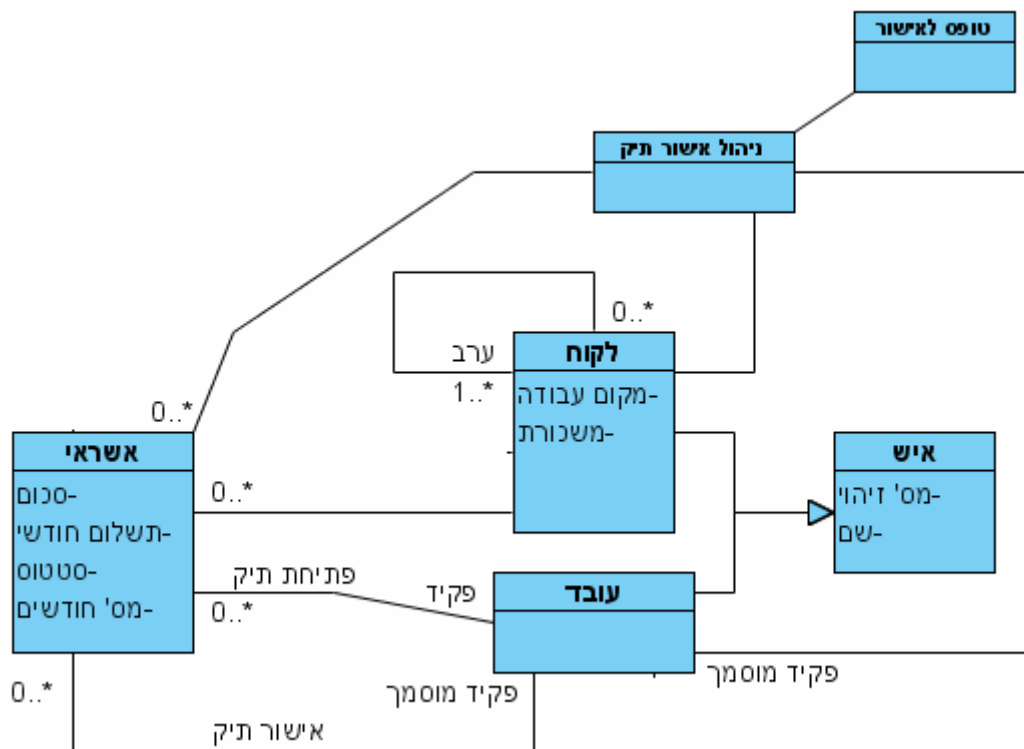 טופס לאישור
ניהול אישור תיק
0..*
ערב
1..*
לקוח
-מקום עבודה
-משכורת
0..*
אשראי
-סכום
-תשלום חודשי
-סטטוס
-מס' חודשים
0..*
איש
-מס' זיהוי
-שם
פתיחת תיק
0..*
פקיד
עובד
פקיד מוסמך
פקיד מוסמך
0..*
אישור תיק